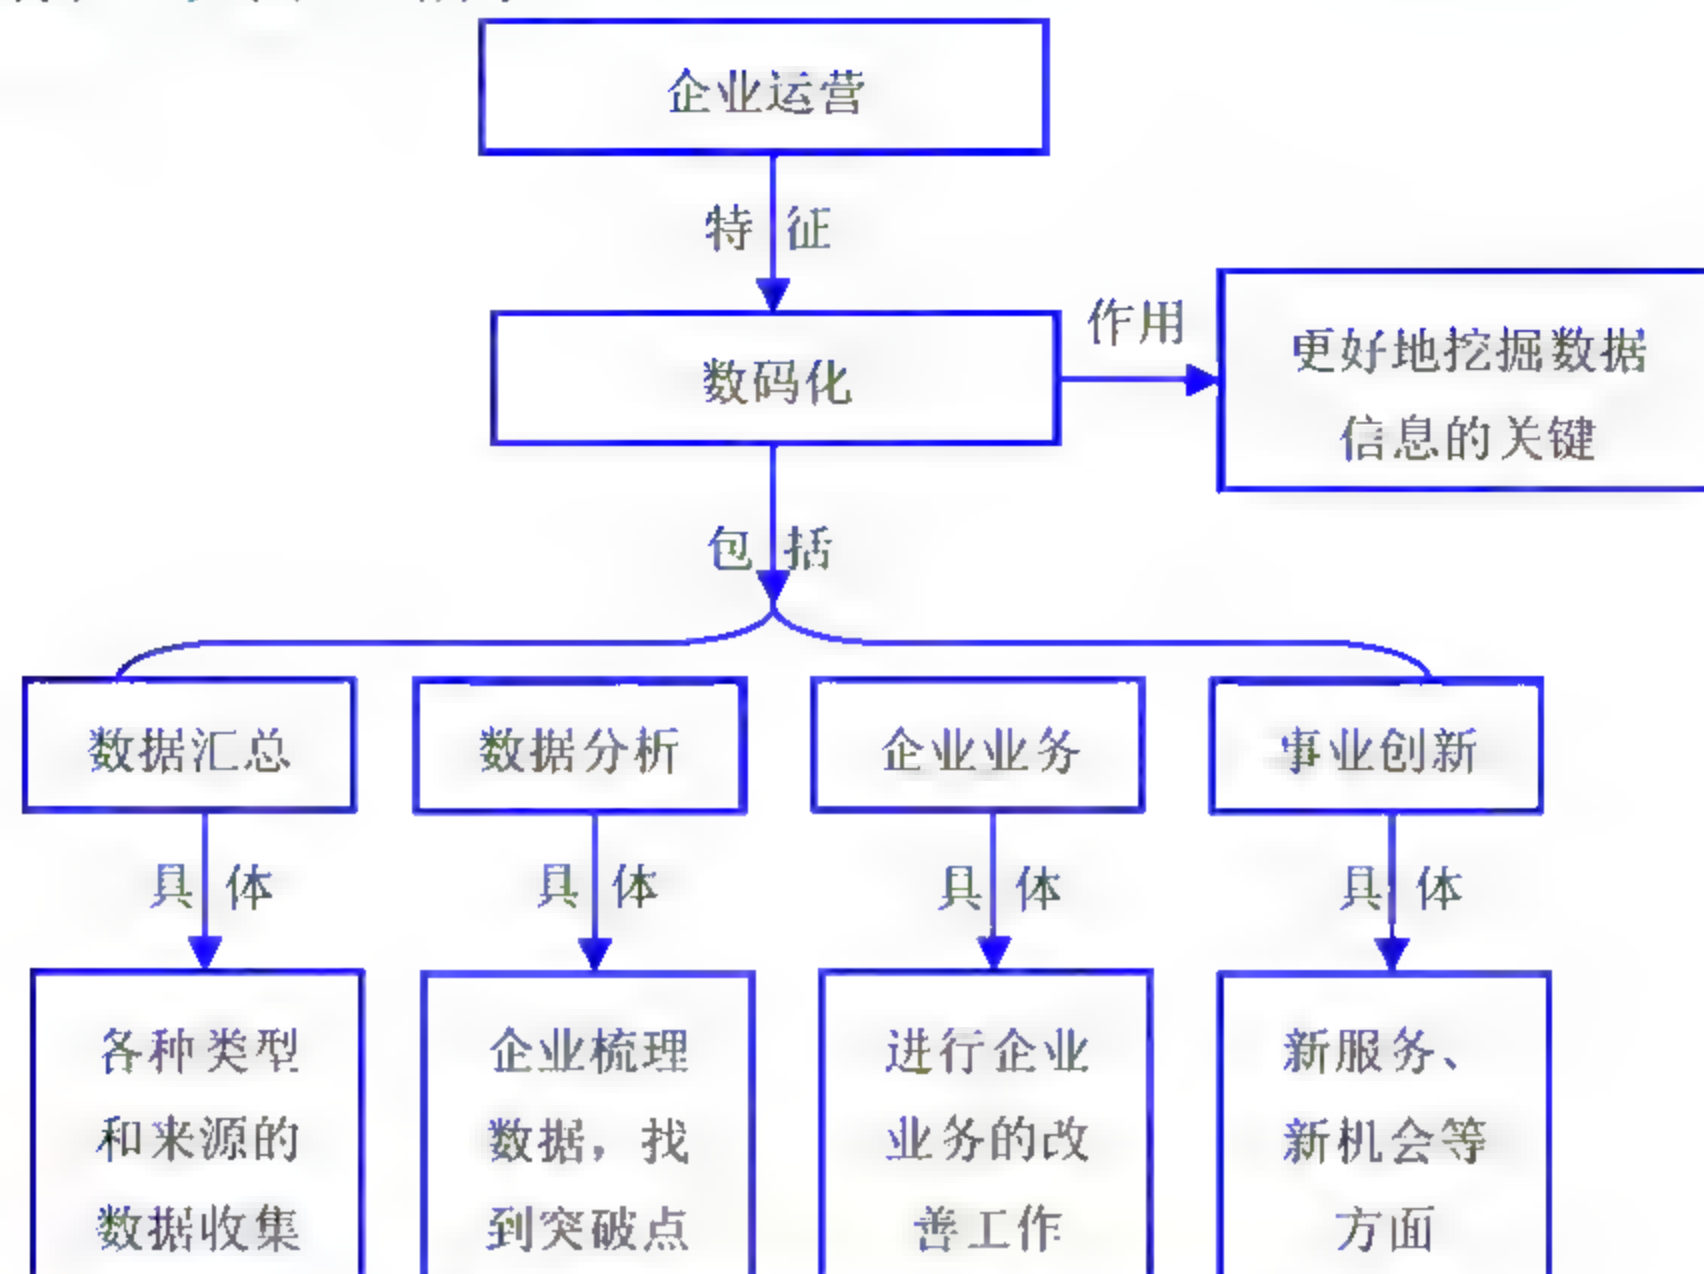 企业运营
特 征
数码化
作用
更好地挖掘数据
信息的关键
包 括
数据汇总
数据分析
企业业务
事业创新
具 体
具 体
具 体
具 体
各种类型
和来源的
数据收集
企业梳理
数据，找
到突破点
进行企业
业务的改
善工作
新服务、
新机会等
方面